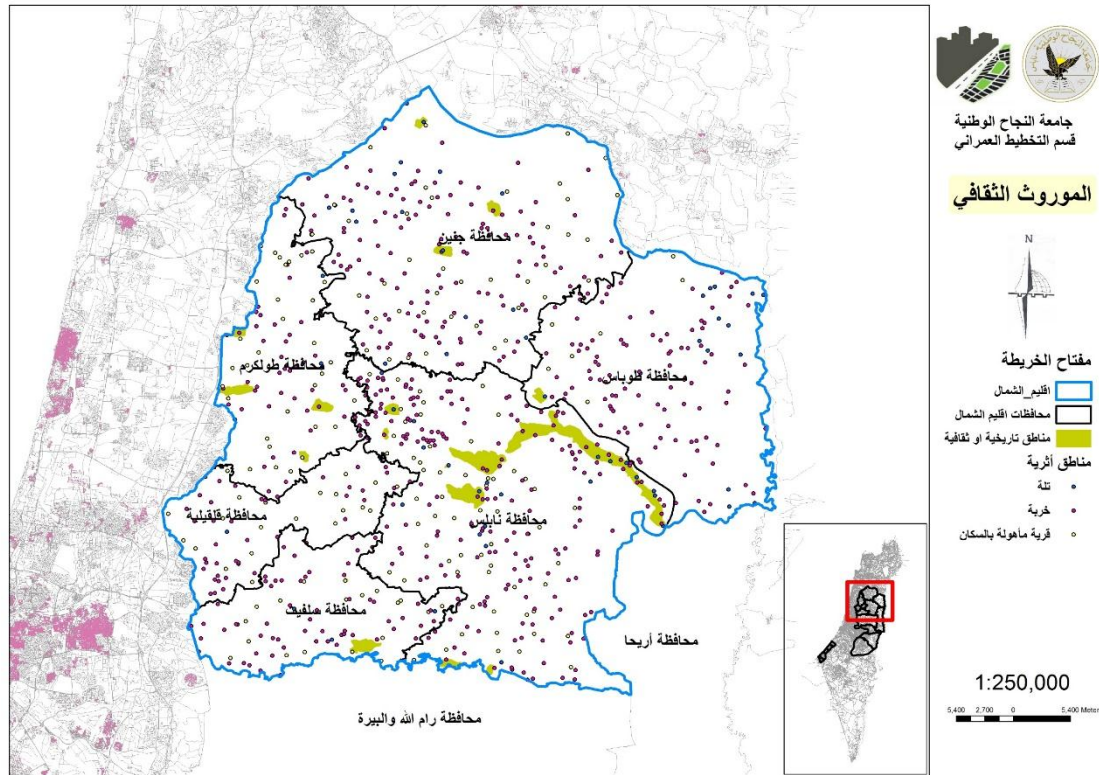 جامعة النجاح الوطنية
قسم التخطيط العمراني
الموروث الثقافي
N
مفتاح الخريطة
اقليم_الشمال
محافظات اقليم الشمال
مناطق تاريخية او ثقافية
مناطق أثرية
تلة
خربة
قرية مأهولة بالسكان
1:250,000
5,400 2,700 0 5,400 Meter
محافظة جنين
محافظة طولكرم
محافظة طوباس
محافظة قلقيلية
محافظة نابلس
محافظة سلفيت
محافظة أريحا
محافظة رام الله والبيرة